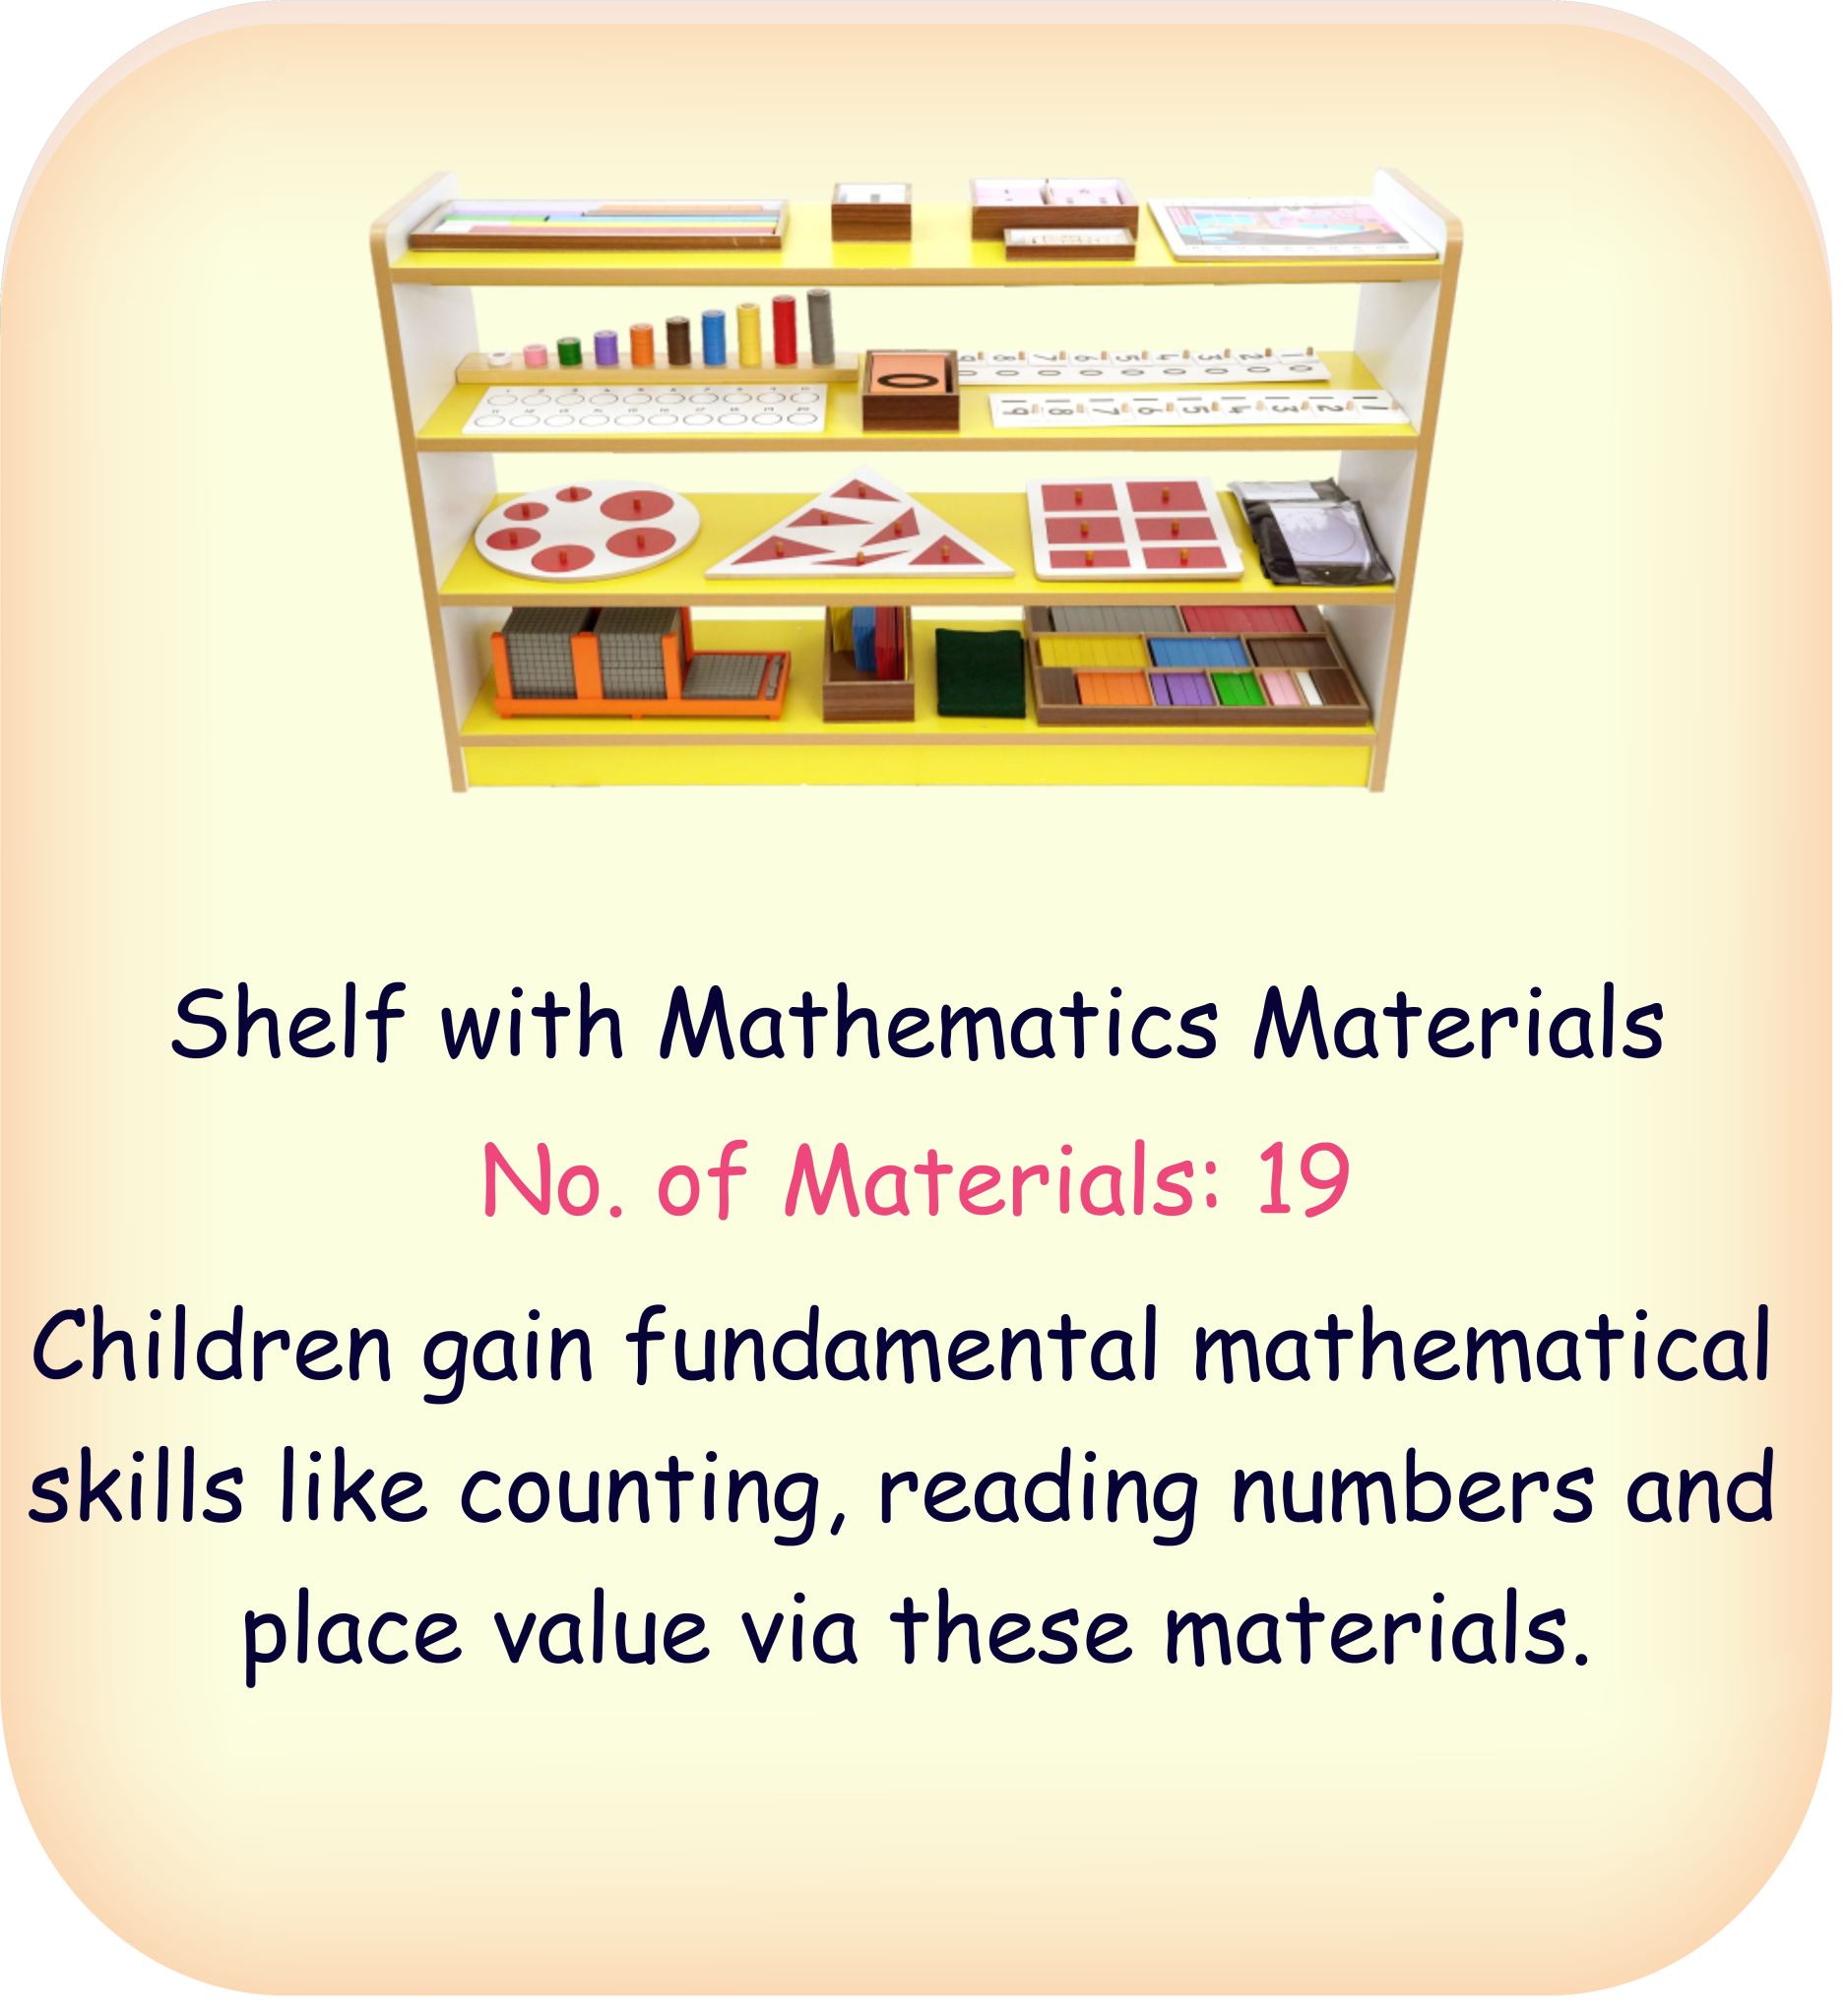 Shelf with Mathematics Materials
No. of Materials: 19
Children gain fundamental mathematical
skills like counting, reading numbers and
place value via these materials.